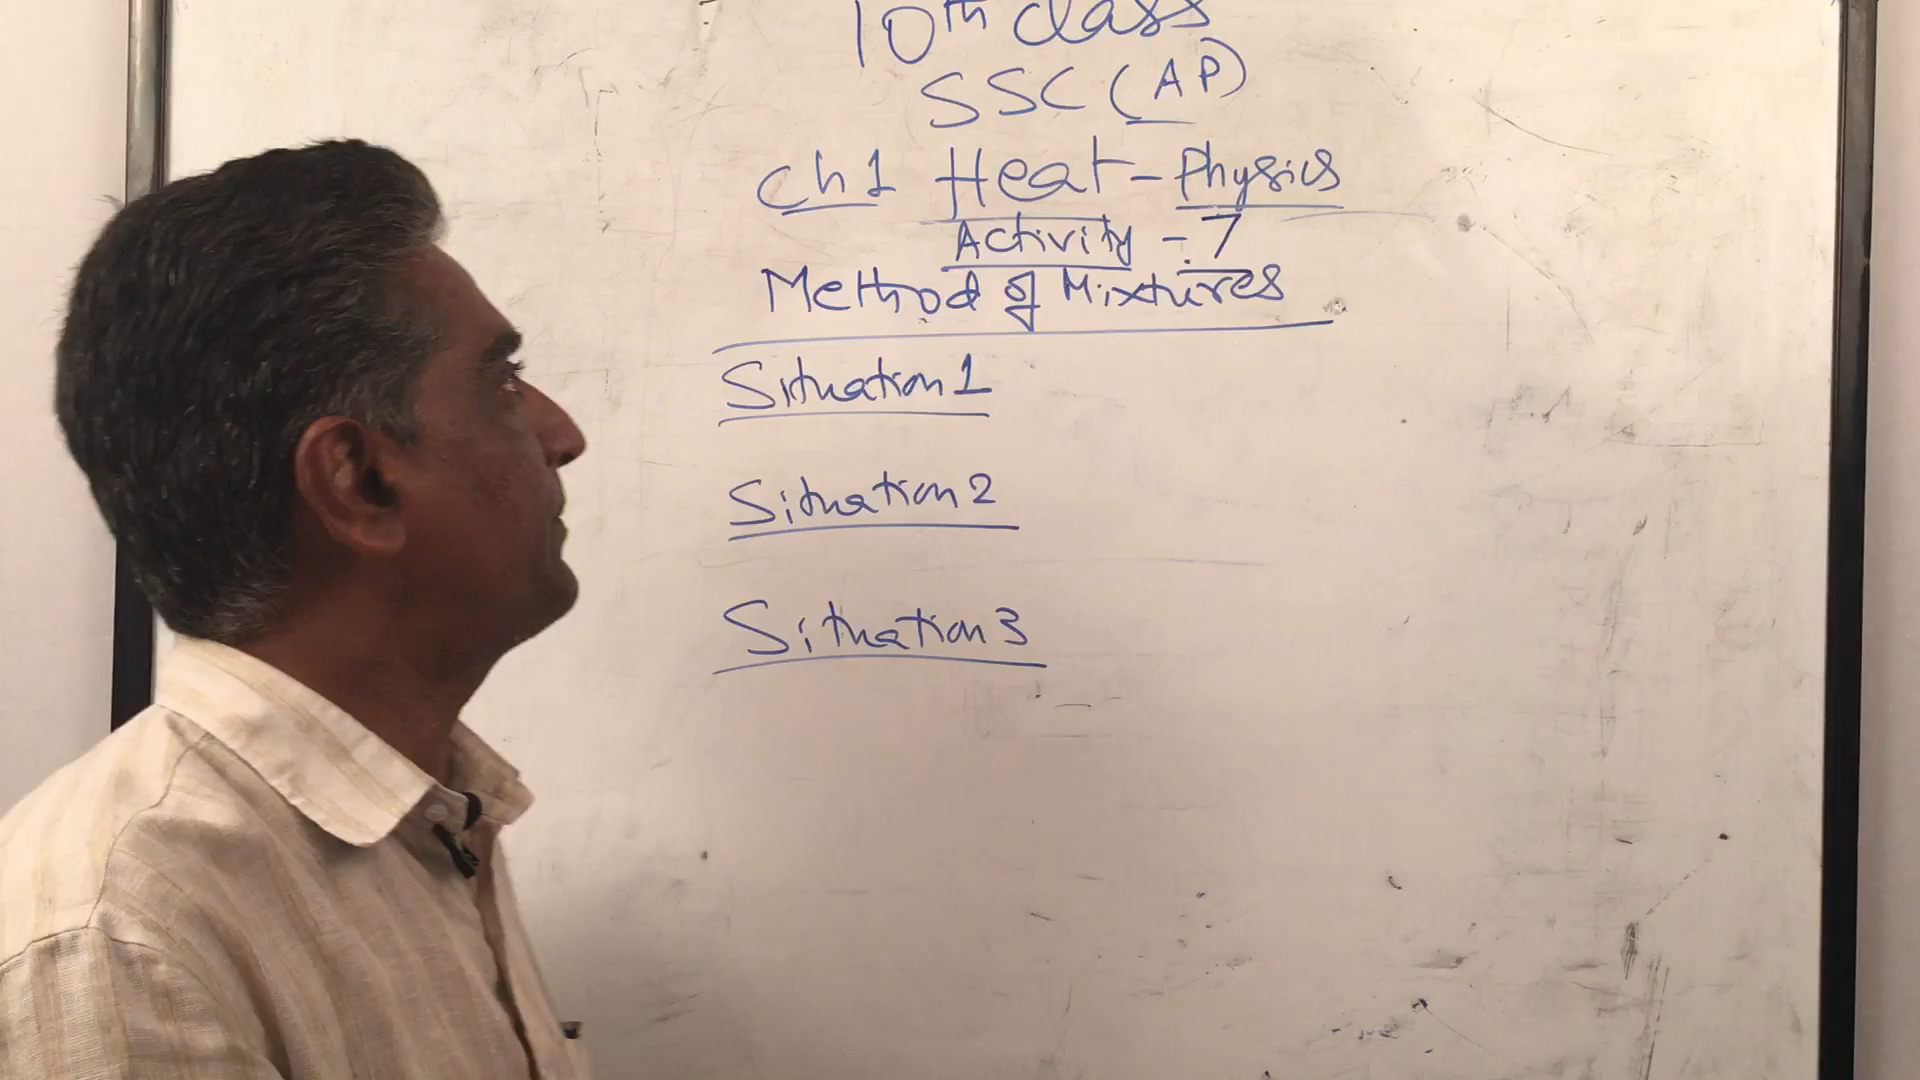 10th class
SSC (AP)
Ch 1 Heat - Physics
Activity - 7
Method of Mixtures
Situation 1
Situation 2
Situation 3